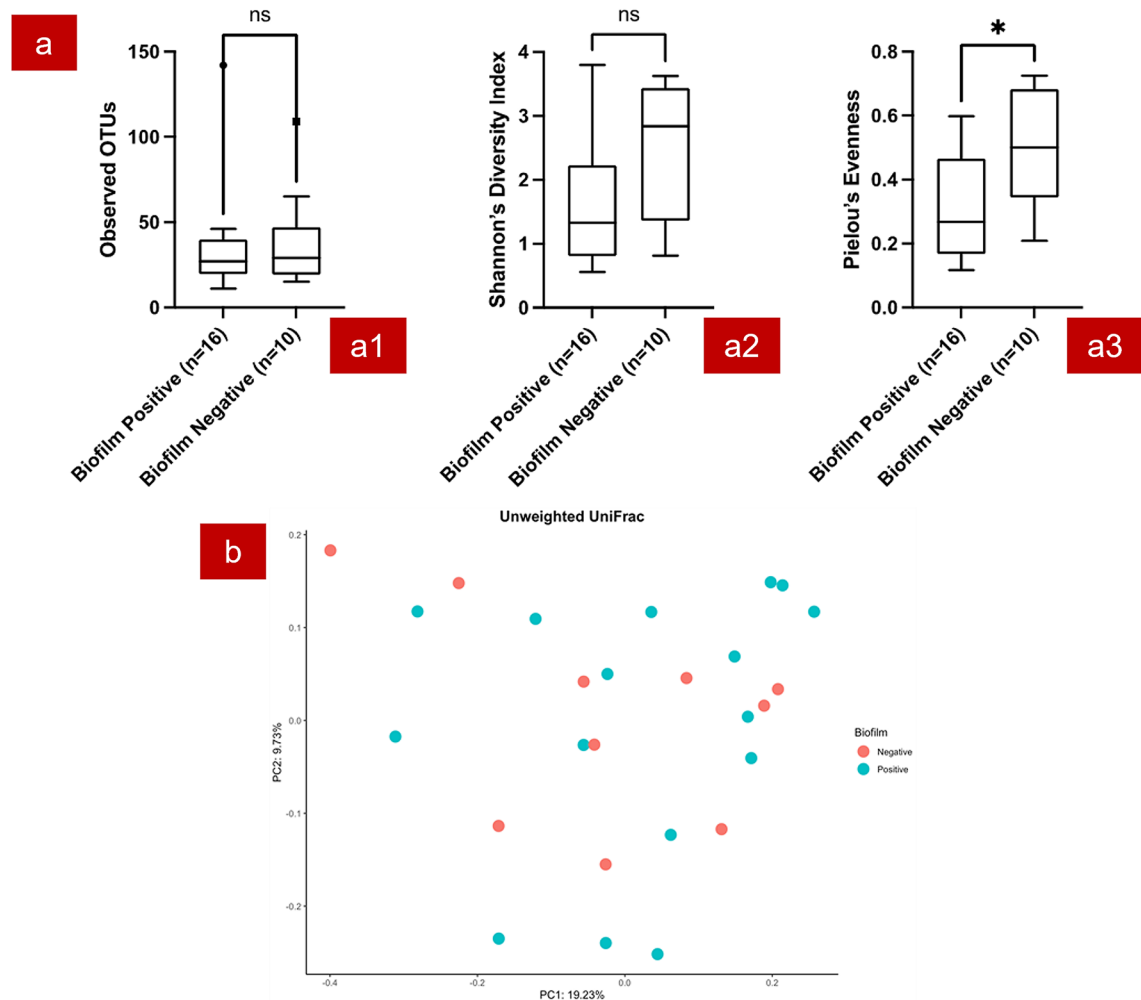 a
ns
Observed OTUs
150
100
50
0
Biofilm Positive (n=16)
Biofilm Negative (n=10)
a1
ns
Shannon's Diversity Index
4
3
2
1
0
Biofilm Positive (n=16)
Biofilm Negative (n=10)
a2
*
Pielou's Evenness
0.8
0.6
0.4
0.2
0.0
Biofilm Positive (n=16)
Biofilm Negative (n=10)
a3
b
Unweighted UniFrac
PC2: 9.73%
0.2
0.1
0.0
-0.1
-0.2
-0.4
-0.2
0.0
0.2
PC1: 19.23%
Biofilm
Negative
Positive